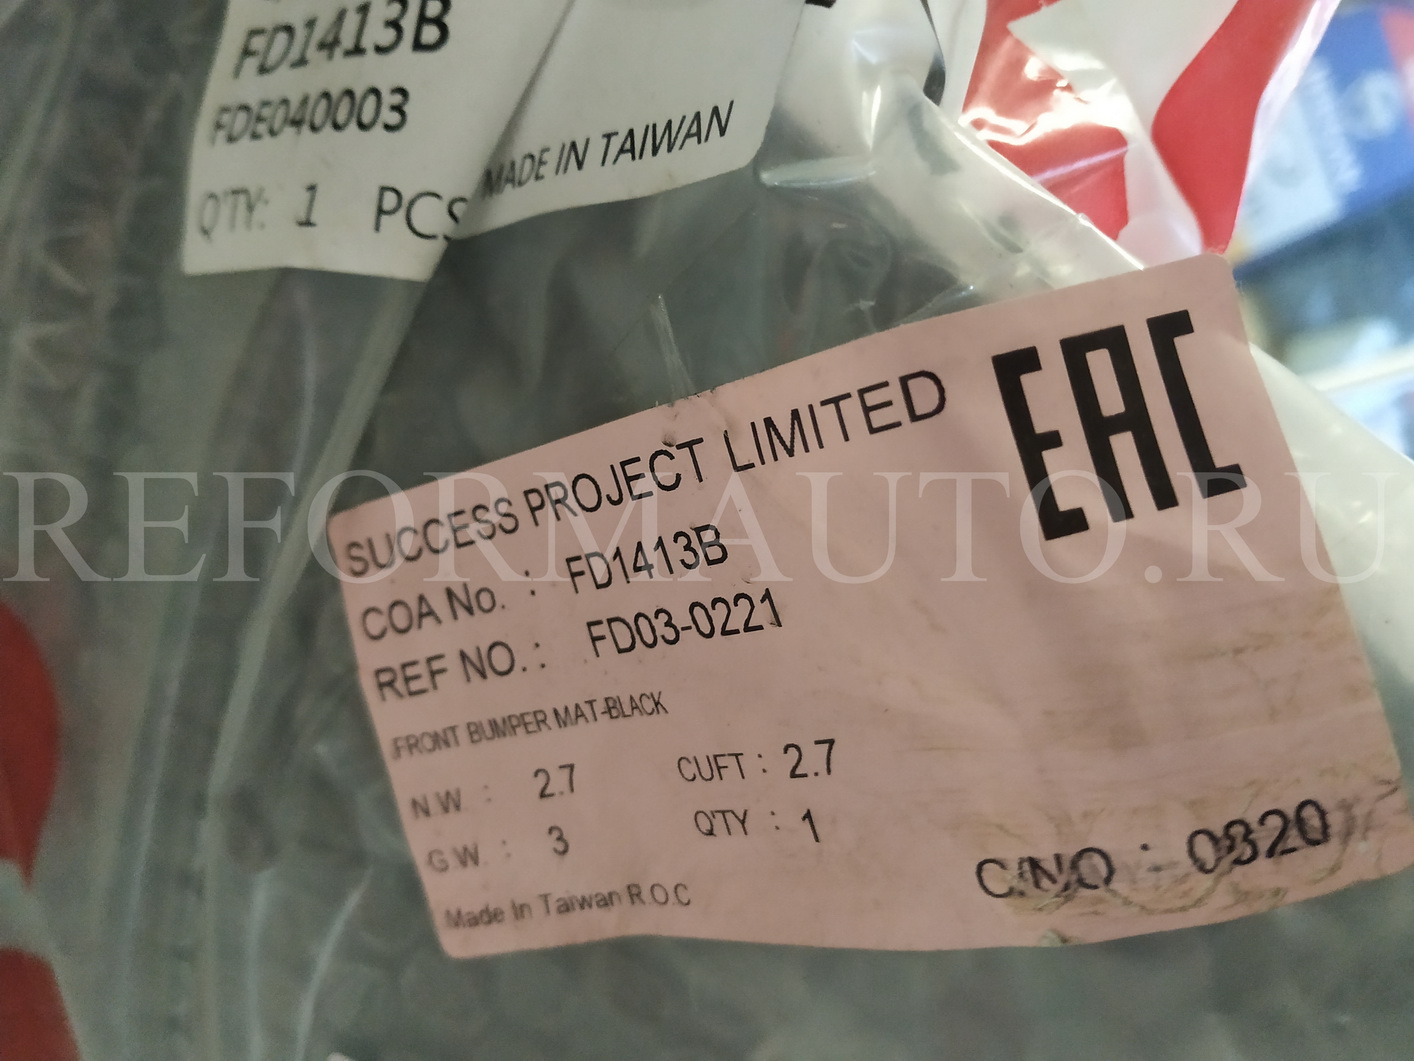 FD1413B
FDE040003
Q'TY: 1 PCS
MADE IN TAIWAN
SUCCESS PROJECT LIMITED
EAC
COA No. : FD1413B
REF NO. : FD03-0221
FRONT BUMPER MAT-BLACK
N.W. : 2.7 CUFT : 2.7
G.W. : 3 Q'TY : 1
Made In Taiwan R.O.C
C/NO : 0320
REFORMAUTO.RU